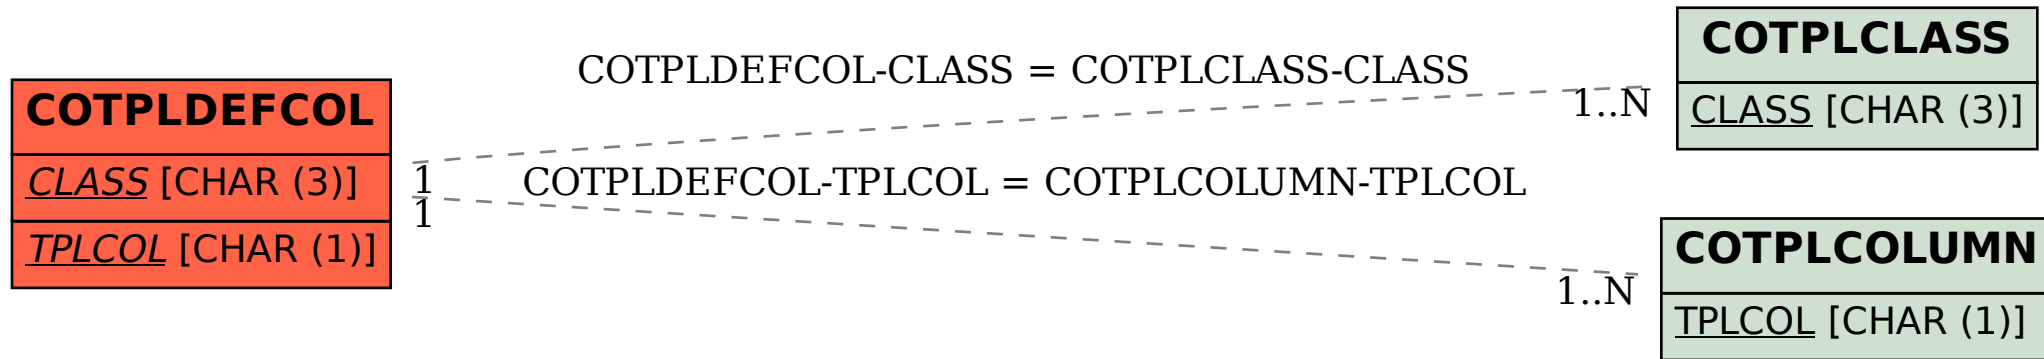 COTPLDEFCOL
CLASS [CHAR (3)]
TPLCOL [CHAR (1)]
COTPLDEFCOL-CLASS = COTPLCLASS-CLASS
1
1..N
COTPLDEFCOL-TPLCOL = COTPLCOLUMN-TPLCOL
1
1..N
COTPLCLASS
CLASS [CHAR (3)]
COTPLCOLUMN
TPLCOL [CHAR (1)]